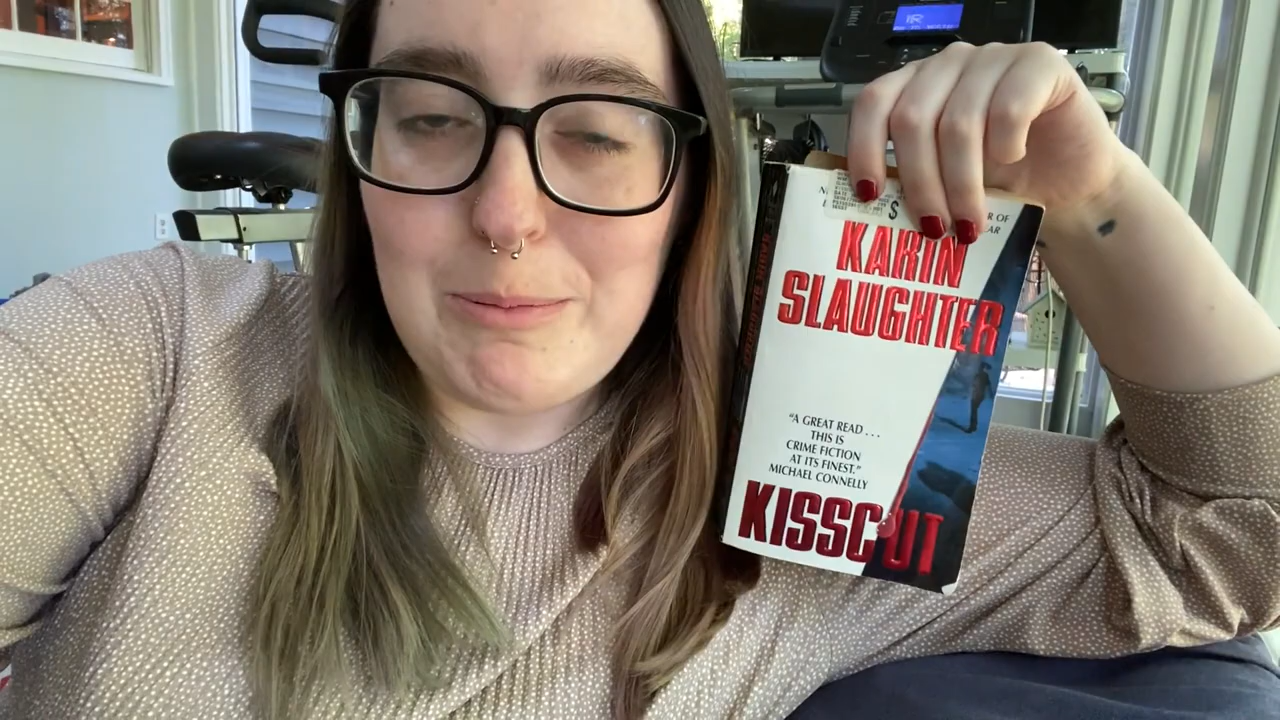 KARIN
SLAUGHTER
"A GREAT READ...
THIS IS
CRIME FICTION
AT ITS FINEST."
MICHAEL CONNELLY
KISSCUT